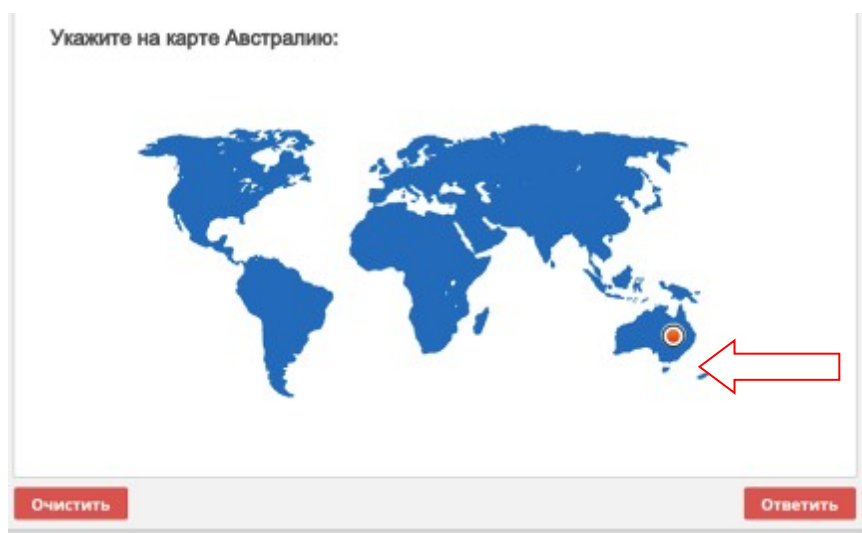 Укажите на карте Австралию:
Очистить
Ответить